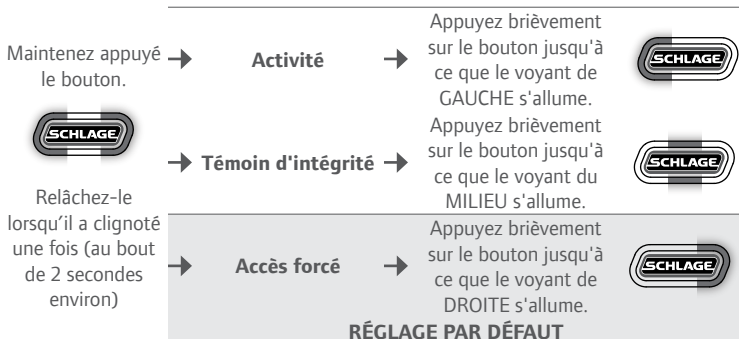 Maintenez appuyé
le bouton.
SCHLAGE
Relâchez-le
lorsqu'il a clignoté
une fois (au bout
de 2 secondes
environ)
Activité
Appuyez brièvement
sur le bouton jusqu'à
ce que le voyant de
GAUCHE s'allume.
SCHLAGE
Témoin d'intégrité
Appuyez brièvement
sur le bouton jusqu'à
ce que le voyant du
MILIEU s'allume.
SCHLAGE
Accès forcé
Appuyez brièvement
sur le bouton jusqu'à
ce que le voyant de
DROITE s'allume.
SCHLAGE
RÉGLAGE PAR DÉFAUT